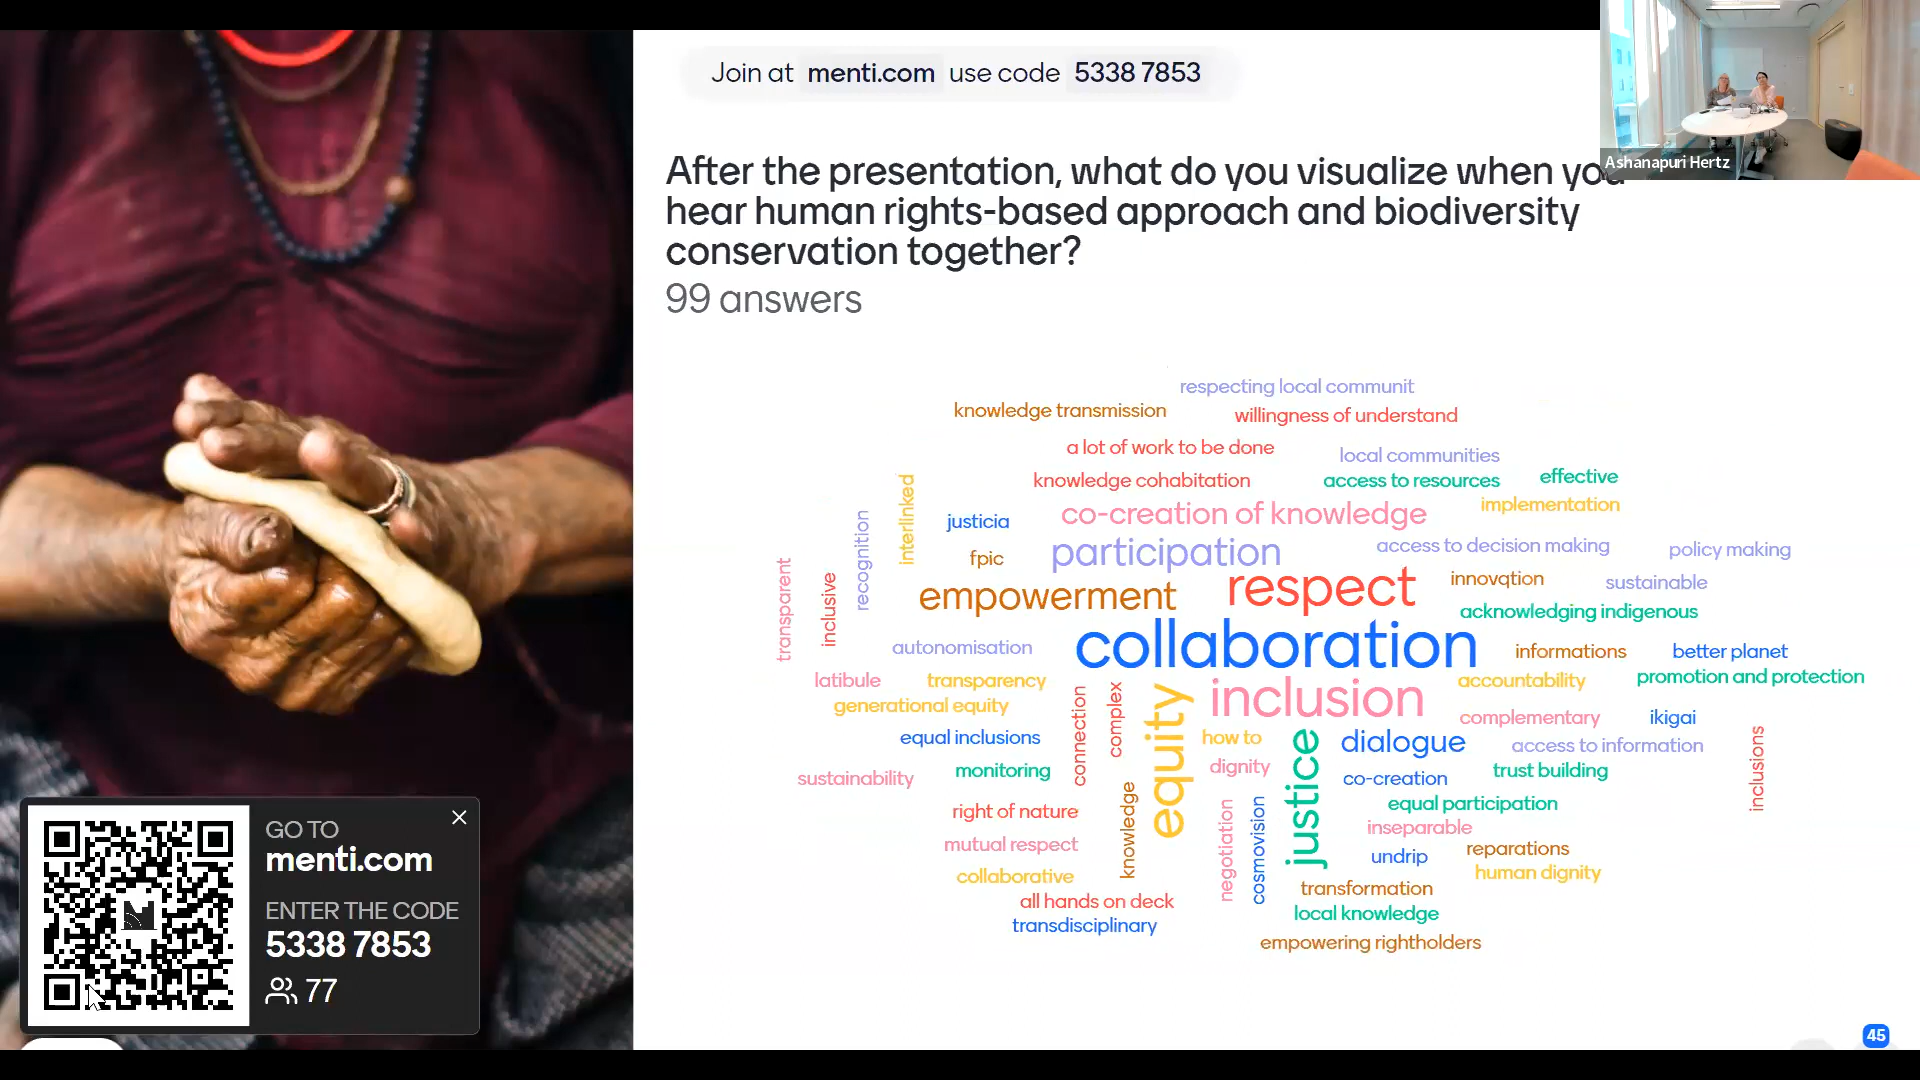 Join at menti.com use code 5338 7853
Ashanapuri Hertz
After the presentation, what do you visualize when you
hear human rights-based approach and biodiversity
conservation together?
99 answers
respecting local communit
knowledge transmission
willingness of understand
a lot of work to be done
local communities
knowledge cohabitation
access to resources
effective
interlinked
implementation
co-creation of knowledge
recognition
justicia
participation
access to decision making
policy making
fpic
transparent
inclusive
empowerment
respect
innovqtion
sustainable
acknowledging indigenous
autonomisation
collaboration
informations
better planet
latibule
transparency
inclusion
accountability
promotion and protection
generational equity
connection
complex
equity
complementary
ikigai
equal inclusions
how to
justice
dialogue
access to information
inclusions
sustainability
monitoring
dignity
co-creation
trust building
right of nature
knowledge
negotiation
cosmovision
equal participation
inseparable
mutual respect
undrip
reparations
collaborative
human dignity
all hands on deck
transformation
transdisciplinary
local knowledge
empowering rightholders
GO TO
menti.com
ENTER THE CODE
5338 7853
77
45